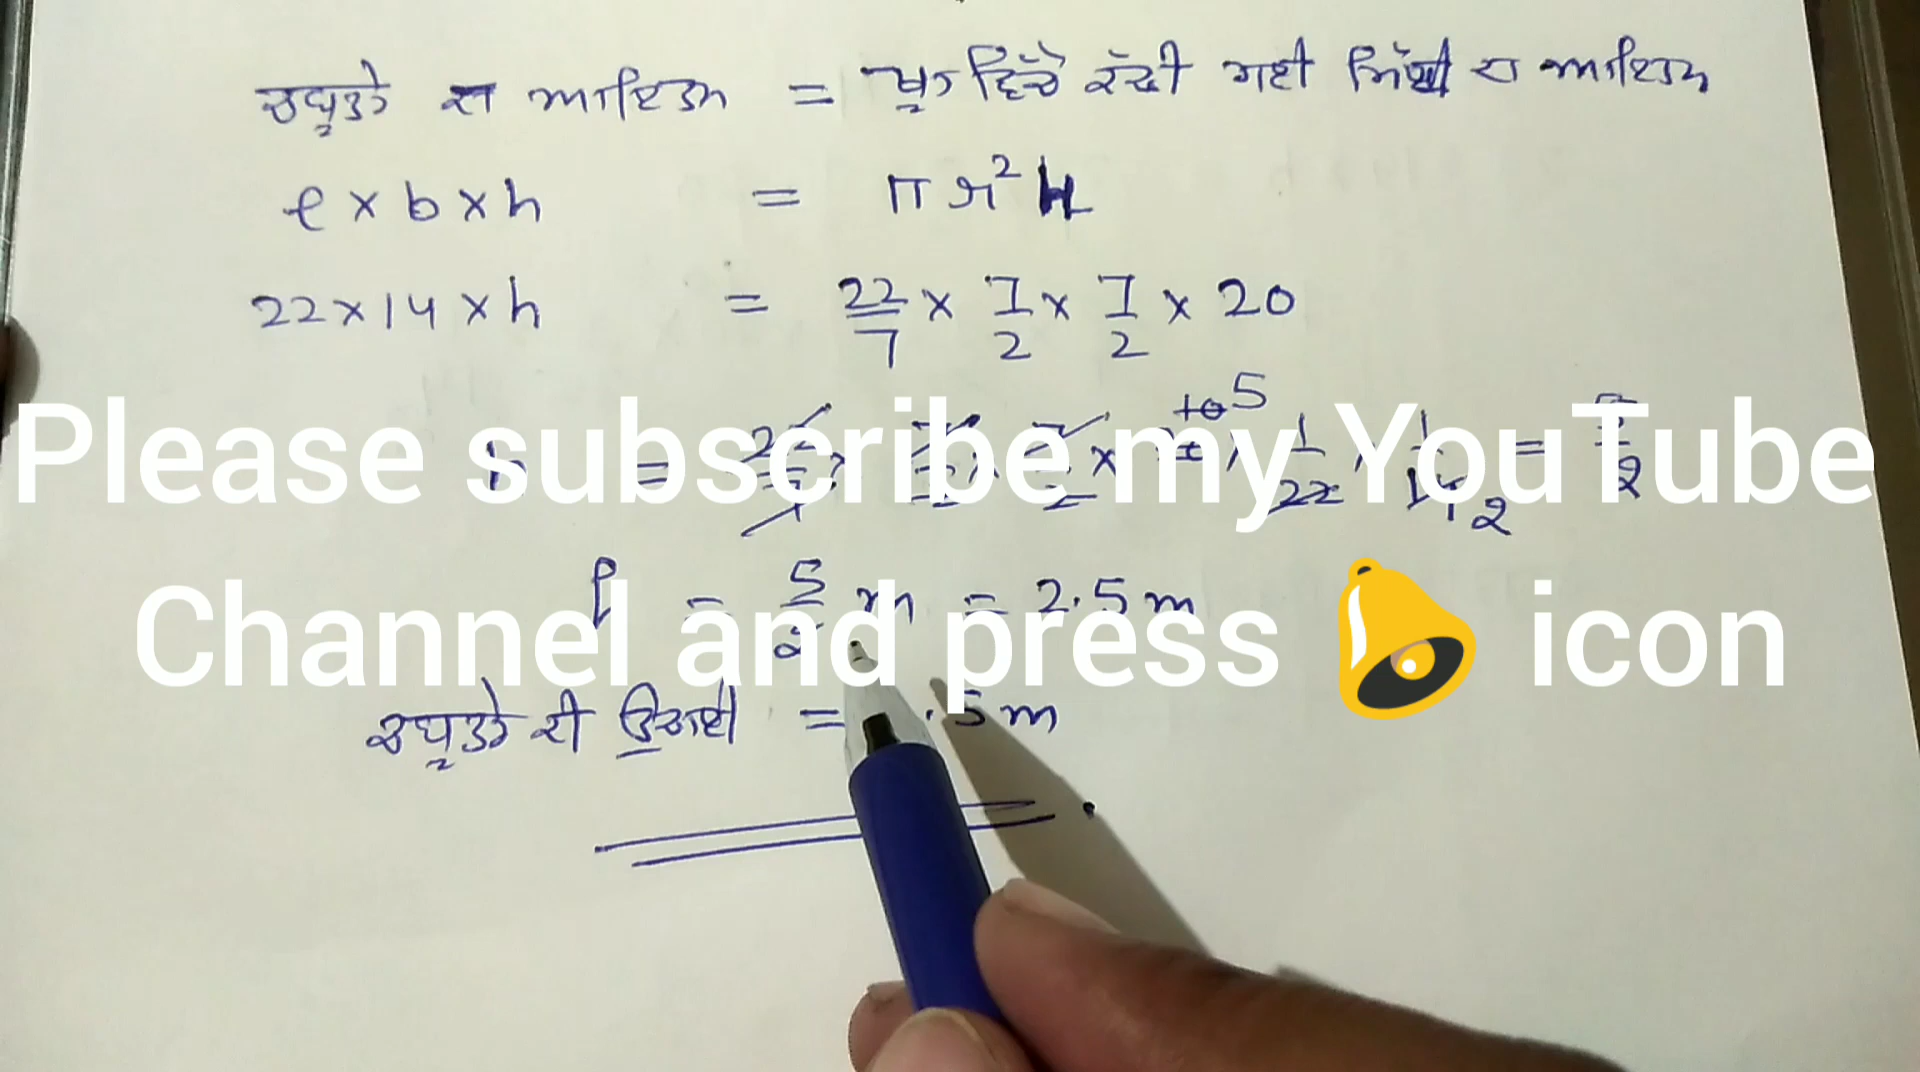 ਚਬੂਤਰੇ ਦਾ ਆਇਤਨ = ਖੂਹ ਵਿੱਚੋਂ ਕੱਢੀ ਗਈ ਮਿੱਟੀ ਦਾ ਆਇਤਨ
l × b × h = π r² h
22 × 14 × h = 22/7 × 7/2 × 7/2 × 20
Please subscribe my YouTube
h = 5/2 m = 2.5 m
Channel and press 🔔 icon
ਚਬੂਤਰੇ ਦੀ ਉਚਾਈ = .5 m